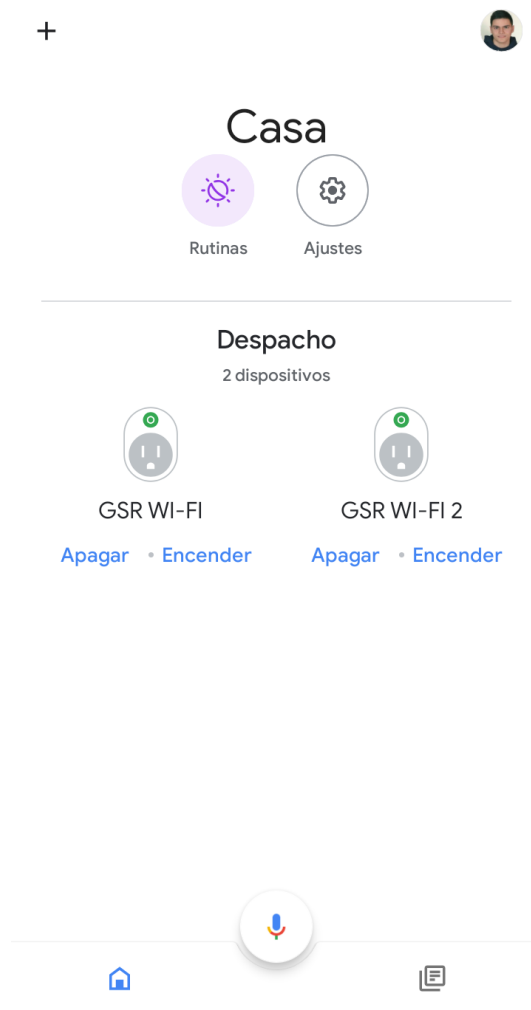 Casa
Rutinas
Ajustes
Despacho
2 dispositivos
GSR WI-FI
GSR WI-FI 2
Apagar • Encender
Apagar • Encender